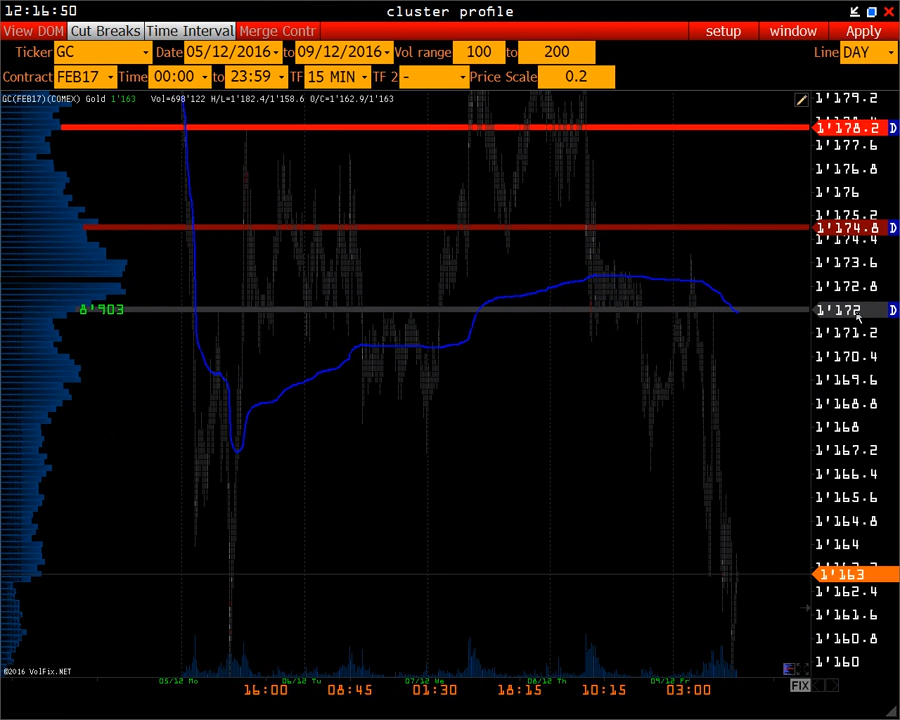 12:16:50
cluster profile
View DOM Cut Breaks Time Interval Merge Contr
setup window Apply
Ticker GC Date 05/12/2016 to 09/12/2016 Vol range 100 to 200 Line DAY
Contract FEB17 Time 00:00 to 23:59 TF 15 MIN TF 2 - Price Scale 0.2
GC(FEB17)(COMEX) Gold 1'163 Vol=698'122 H/L=1'182.4/1'158.6 O/C=1'162.9/1'163
1'179.2
1'178.2 D
1'177.6
1'176.8
1'176
1'175.2
1'174.8 D
1'174.4
1'173.6
1'172.8
8'903
1'172 D
1'171.2
1'170.4
1'169.6
1'168.8
1'168
1'167.2
1'166.4
1'165.6
1'164.8
1'164
1'163
1'162.4
1'161.6
1'160.8
1'160
©2016 VolFix.NET
05/12 Mo 06/12 Tu 07/12 We 08/12 Th 09/12 Fr
16:00 08:45 01:30 18:15 10:15 03:00
FIX